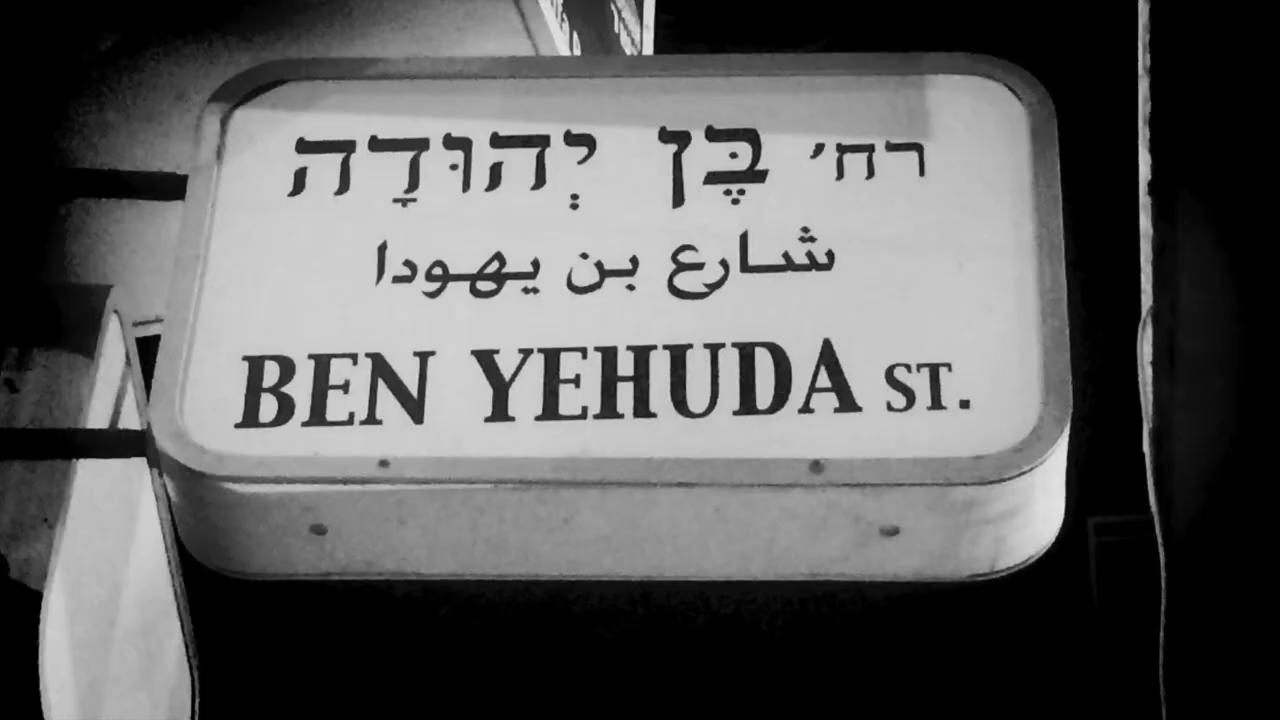 רח׳ בֶּן יְהוּדָה
شارع بن يهودا
BEN YEHUDA ST.